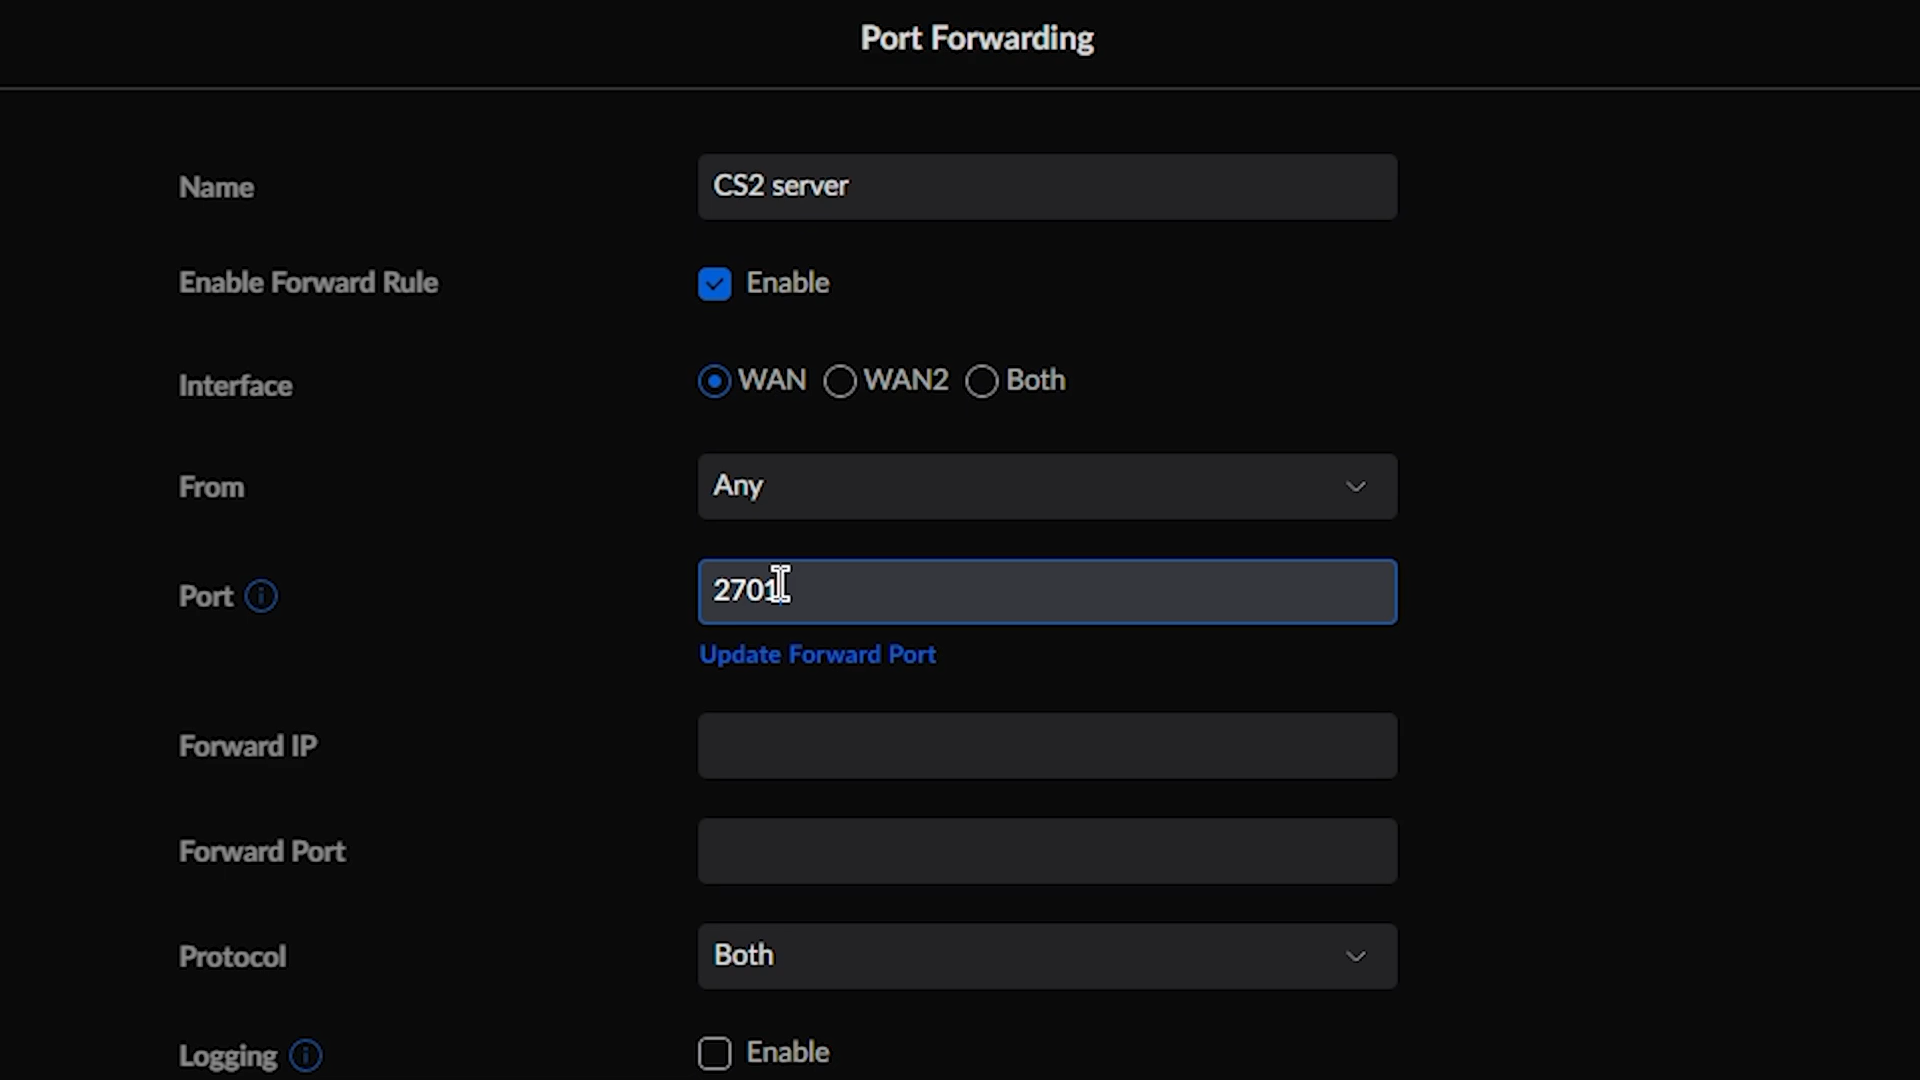 Port Forwarding
Name
CS2 server
Enable Forward Rule
Enable
Interface
WAN WAN2 Both
From
Any
Port
2701
Update Forward Port
Forward IP
Forward Port
Protocol
Both
Logging
Enable